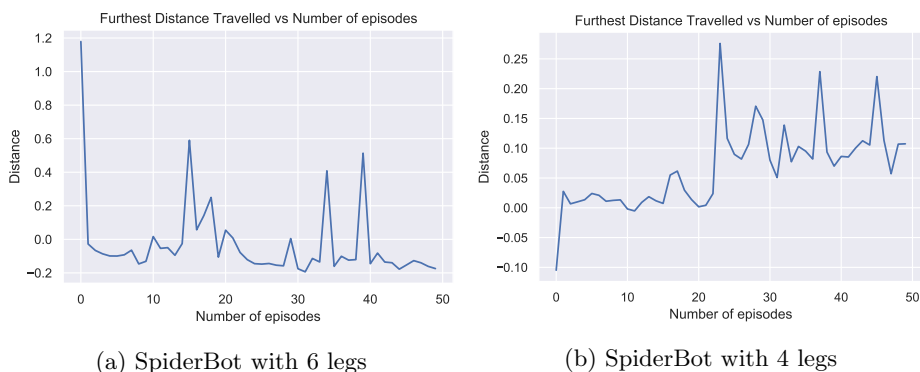 Furthest Distance Travelled vs Number of episodes
1.2
1.0
0.8
0.6
0.4
0.2
0.0
−0.2
Distance
0 10 20 30 40 50
Number of episodes
(a) SpiderBot with 6 legs
Furthest Distance Travelled vs Number of episodes
0.25
0.20
0.15
0.10
0.05
0.00
−0.05
−0.10
Distance
0 10 20 30 40 50
Number of episodes
(b) SpiderBot with 4 legs